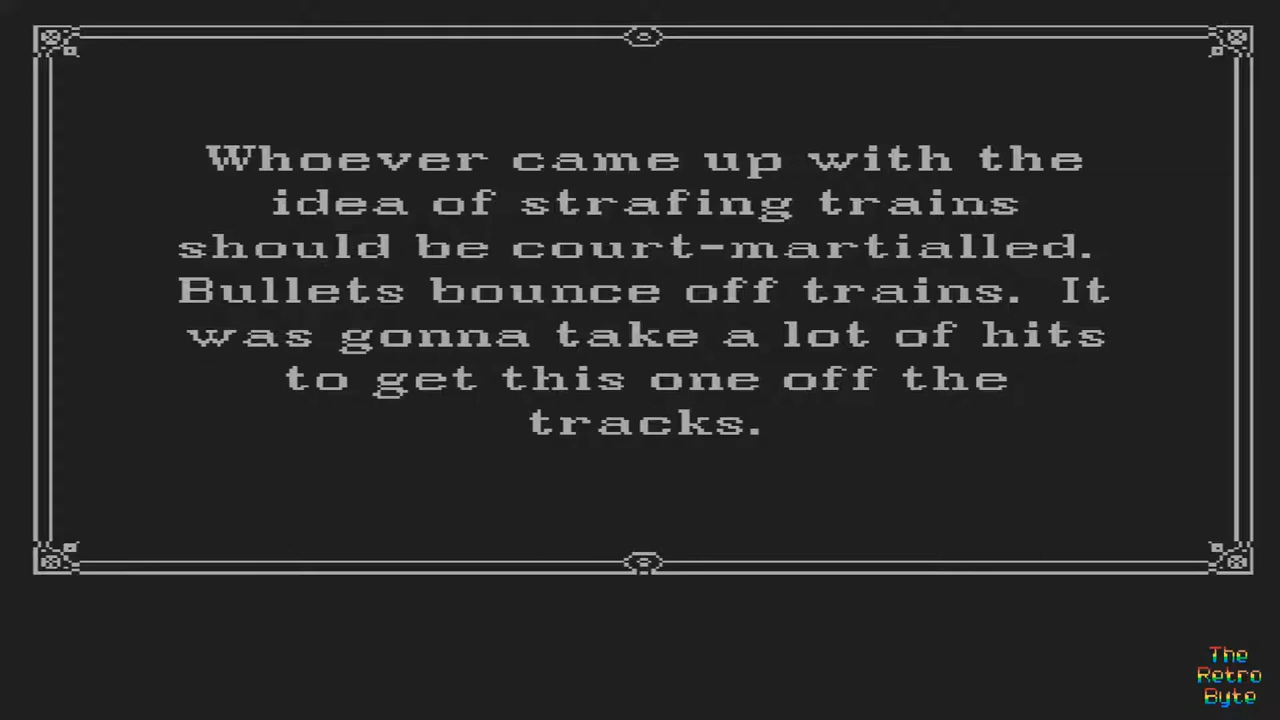 Whoever came up with the
idea of strafing trains
should be court-martialled.
Bullets bounce off trains. It
was gonna take a lot of hits
to get this one off the
tracks.
The
Retro
Byte